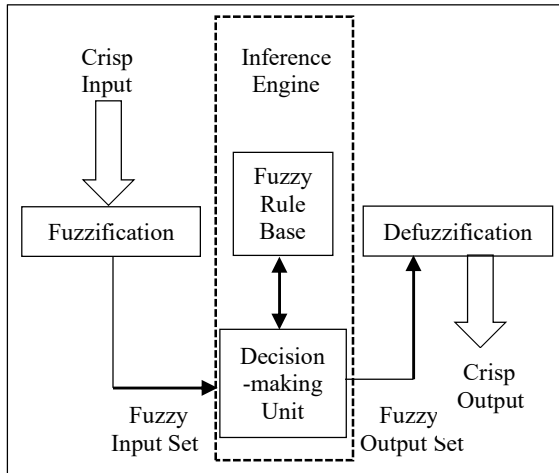 Crisp
Input
Inference
Engine
Fuzzy
Rule
Base
Fuzzification
Defuzzification
Decision
-making
Unit
Fuzzy
Input Set
Fuzzy
Output Set
Crisp
Output